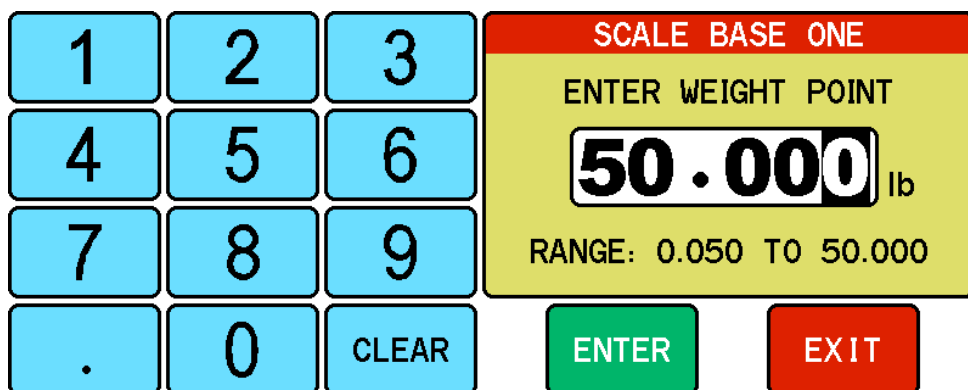 1 2 3
4 5 6
7 8 9
. 0 CLEAR
SCALE BASE ONE
ENTER WEIGHT POINT
50.000 lb
RANGE: 0.050 TO 50.000
ENTER EXIT